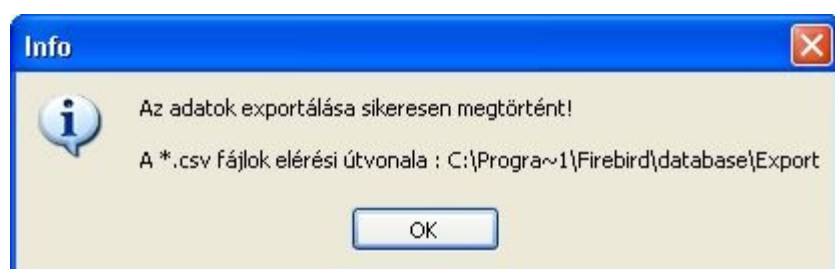 Info
Az adatok exportálása sikeresen megtörtént!
A *.csv fájlok elérési útvonala : C:\Progra~1\Firebird\database\Export
OK